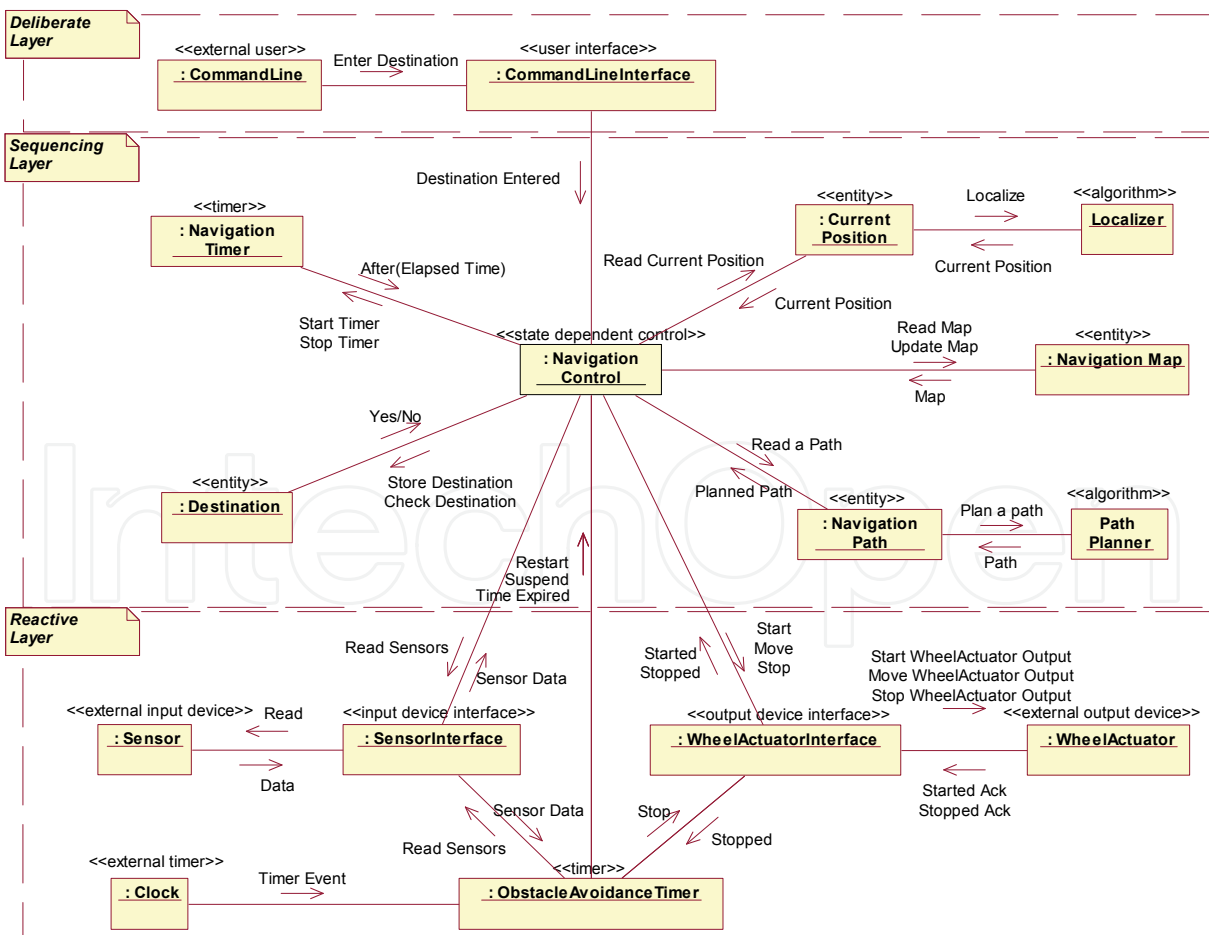 Deliberate
Layer
<<external user>>
: CommandLine
Enter Destination
<<user interface>>
: CommandLineInterface
Sequencing
Layer
Destination Entered
<<timer>>
: Navigation
Timer
After(Elapsed Time)
Start Timer
Stop Timer
<<entity>>
: Current
Position
Localize
<<algorithm>>
Localizer
Current Position
Read Current Position
Current Position
<<state dependent control>>
: Navigation
Control
Read Map
Update Map
Map
<<entity>>
: Navigation Map
Yes/No
Store Destination
Check Destination
<<entity>>
: Destination
Read a Path
Planned Path
<<entity>>
: Navigation
Path
Plan a path
Path
<<algorithm>>
Path
Planner
IntechOpen
Restart
Suspend
Time Expired
Reactive
Layer
Read Sensors
Sensor Data
Started
Stopped
Start
Move
Stop
Start WheelActuator Output
Move WheelActuator Output
Stop WheelActuator Output
<<external input device>>
: Sensor
Read
Data
<<input device interface>>
: SensorInterface
<<output device interface>>
: WheelActuatorInterface
<<external output device>>
: WheelActuator
Started Ack
Stopped Ack
Sensor Data
Read Sensors
Stop
Stopped
<<external timer>>
: Clock
Timer Event
<<timer>>
: ObstacleAvoidanceTimer